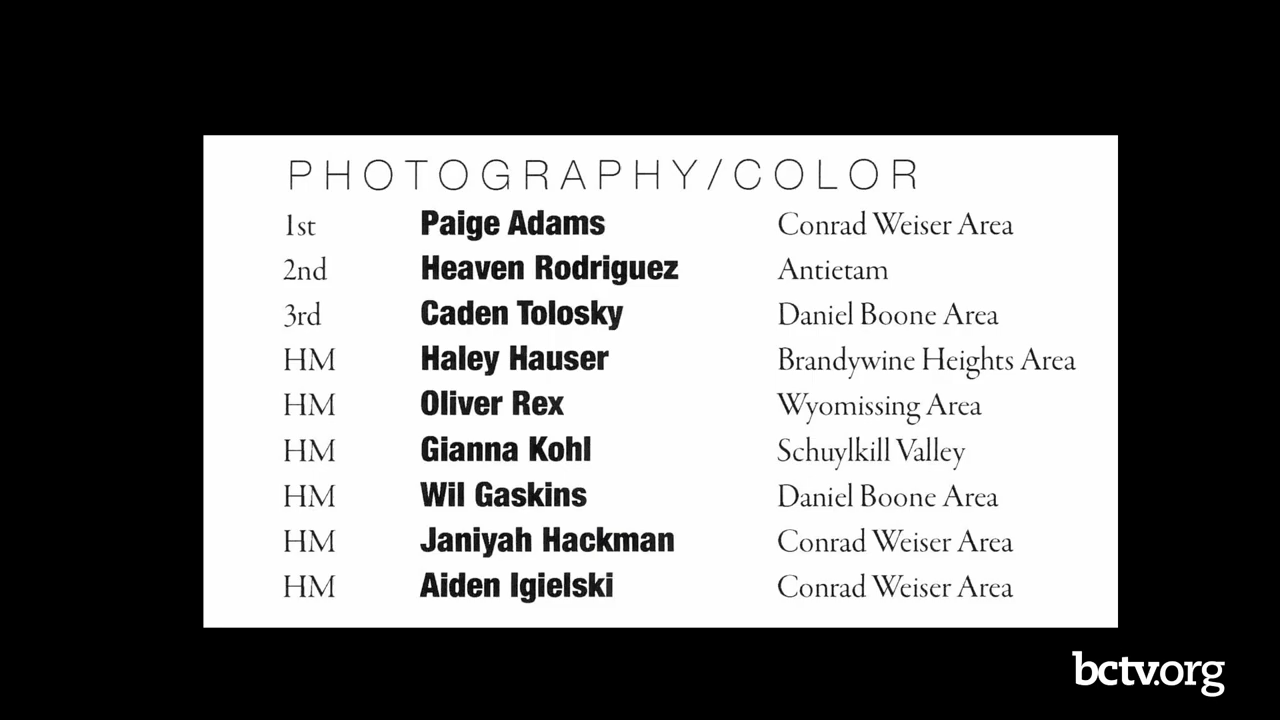 PHOTOGRAPHY/COLOR
1st Paige Adams Conrad Weiser Area
2nd Heaven Rodriguez Antietam
3rd Caden Tolosky Daniel Boone Area
HM Haley Hauser Brandywine Heights Area
HM Oliver Rex Wyomissing Area
HM Gianna Kohl Schuylkill Valley
HM Wil Gaskins Daniel Boone Area
HM Janiyah Hackman Conrad Weiser Area
HM Aiden Igielski Conrad Weiser Area
bctv.org